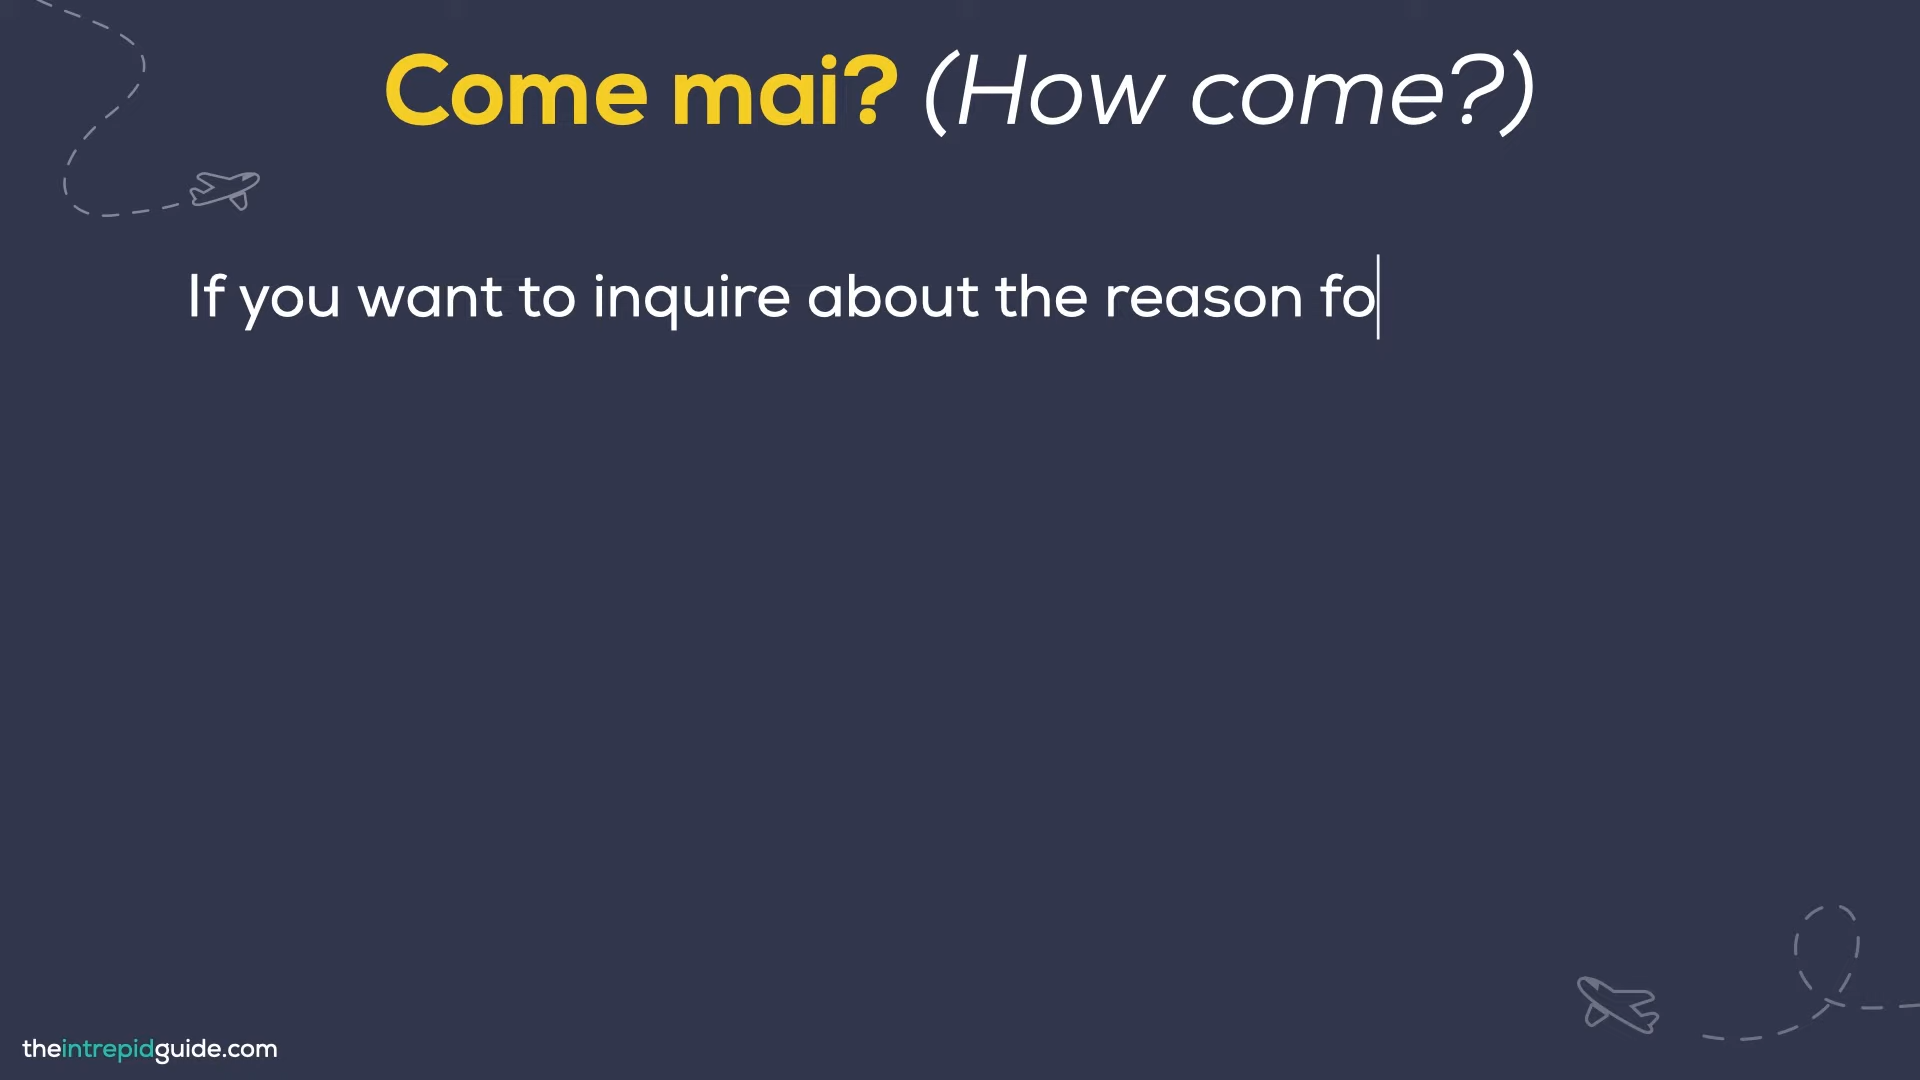 Come mai? (How come?)
If you want to inquire about the reason fo
theintrepidguide.com